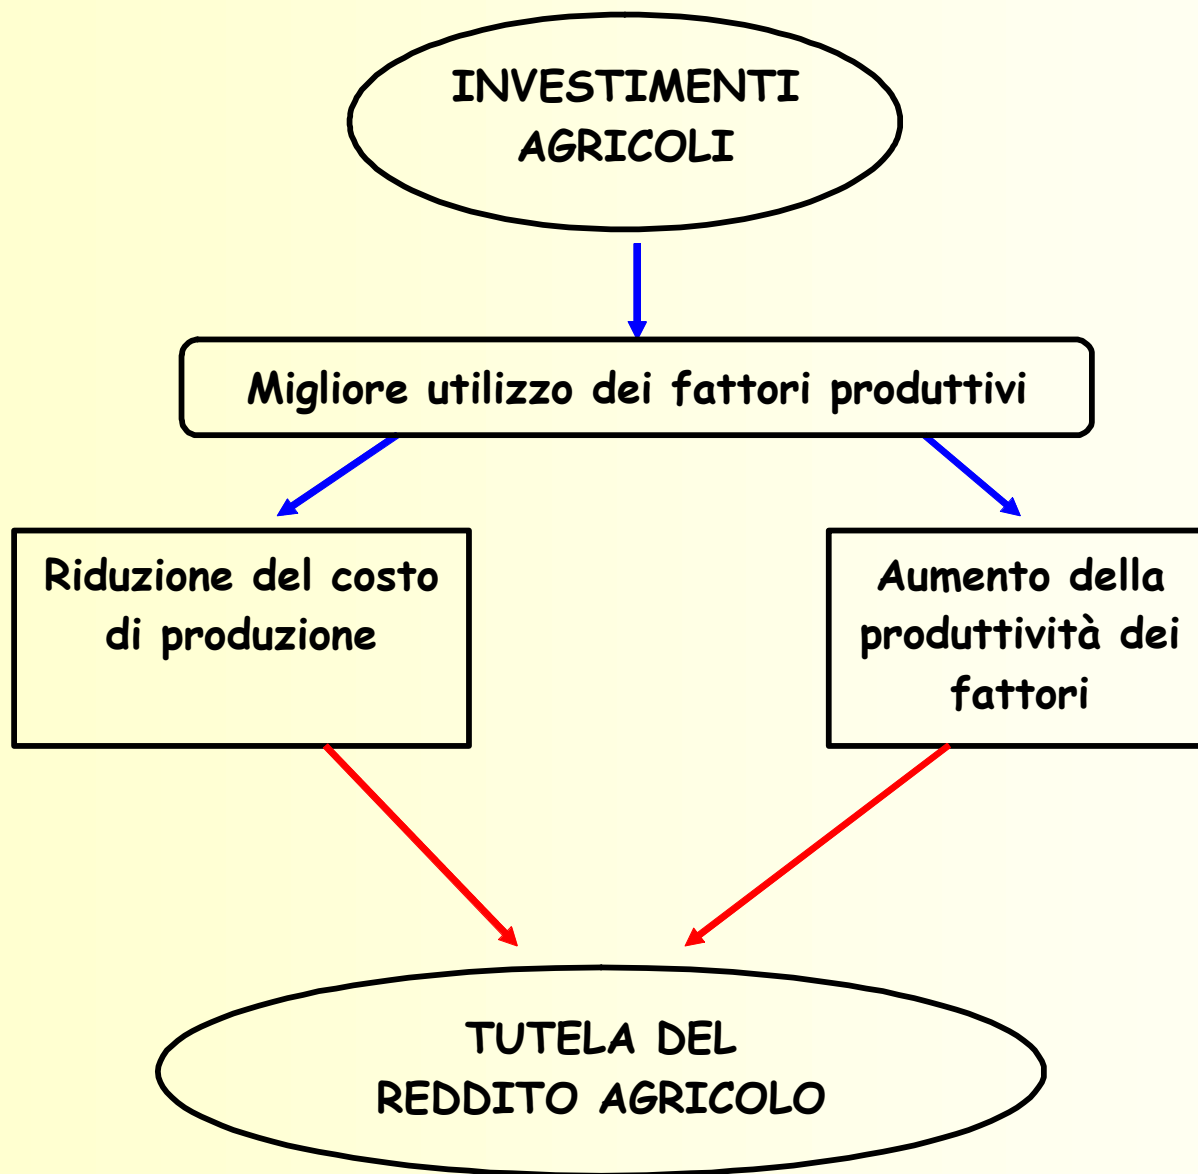 INVESTIMENTI
AGRICOLI
Migliore utilizzo dei fattori produttivi
Riduzione del costo
di produzione
Aumento della
produttività dei
fattori
TUTELA DEL
REDDITO AGRICOLO